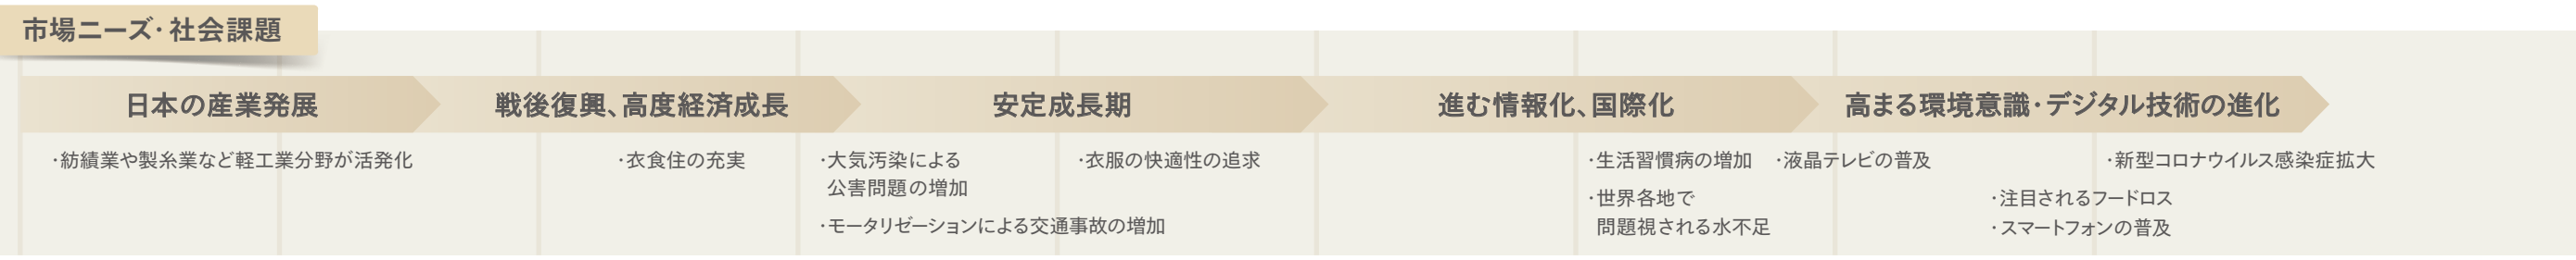 市場ニーズ・社会課題
日本の産業発展
戦後復興、高度経済成長
安定成長期
進む情報化、国際化
高まる環境意識・デジタル技術の進化
・紡績業や製糸業など軽工業分野が活発化
・衣食住の充実
・大気汚染による
公害問題の増加
・モータリゼーションによる交通事故の増加
・衣服の快適性の追求
・生活習慣病の増加
・世界各地で
問題視される水不足
・液晶テレビの普及
・注目されるフードロス
・スマートフォンの普及
・新型コロナウイルス感染症拡大